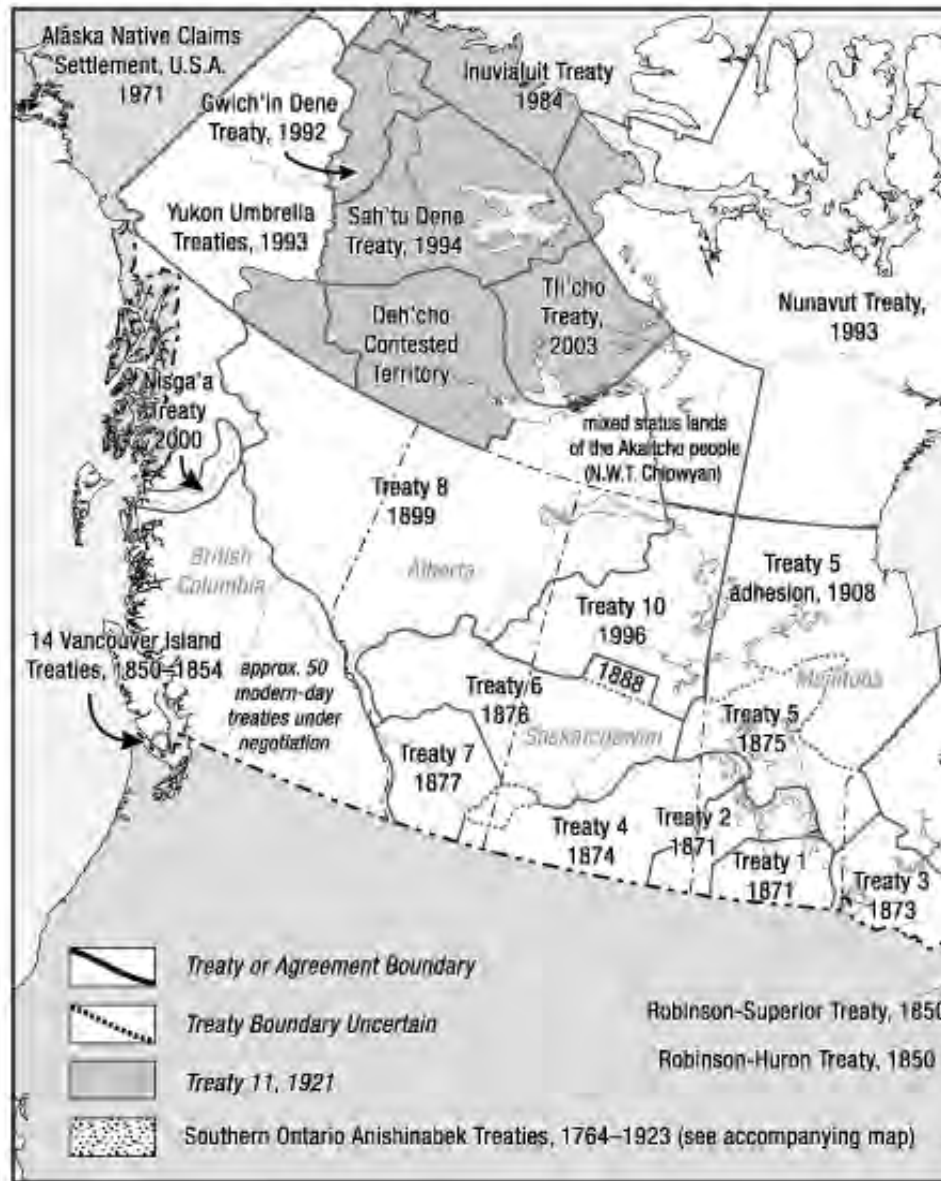 Alaska Native Claims
Settlement, U.S.A.
1971
Gwich'in Dene
Treaty, 1992
Inuvialuit Treaty
1984
Yukon Umbrella
Treaties, 1993
Sah'tu Dene
Treaty, 1994
Tli'cho
Treaty,
2003
Nunavut Treaty,
1993
Deh'cho
Contested
Territory
Nisga'a
Treaty
2000
mixed status lands
of the Akaitcho people
(N.W.T. Chipwyan)
Treaty 8
1899
British
Columbia
Alberta
Treaty 10
1996
Treaty 5
adhesion, 1908
14 Vancouver Island
Treaties, 1850–1854
approx. 50
modern-day
treaties under
negotiation
Treaty 6
1876
1888
Manitoba
Saskatchewan
Treaty 5
1875
Treaty 7
1877
Treaty 4
1874
Treaty 2
1871
Treaty 1
1871
Treaty 3
1873
Treaty or Agreement Boundary
Treaty Boundary Uncertain
Treaty 11, 1921
Robinson-Superior Treaty, 1850
Robinson-Huron Treaty, 1850
Southern Ontario Anishinabek Treaties, 1764–1923 (see accompanying map)